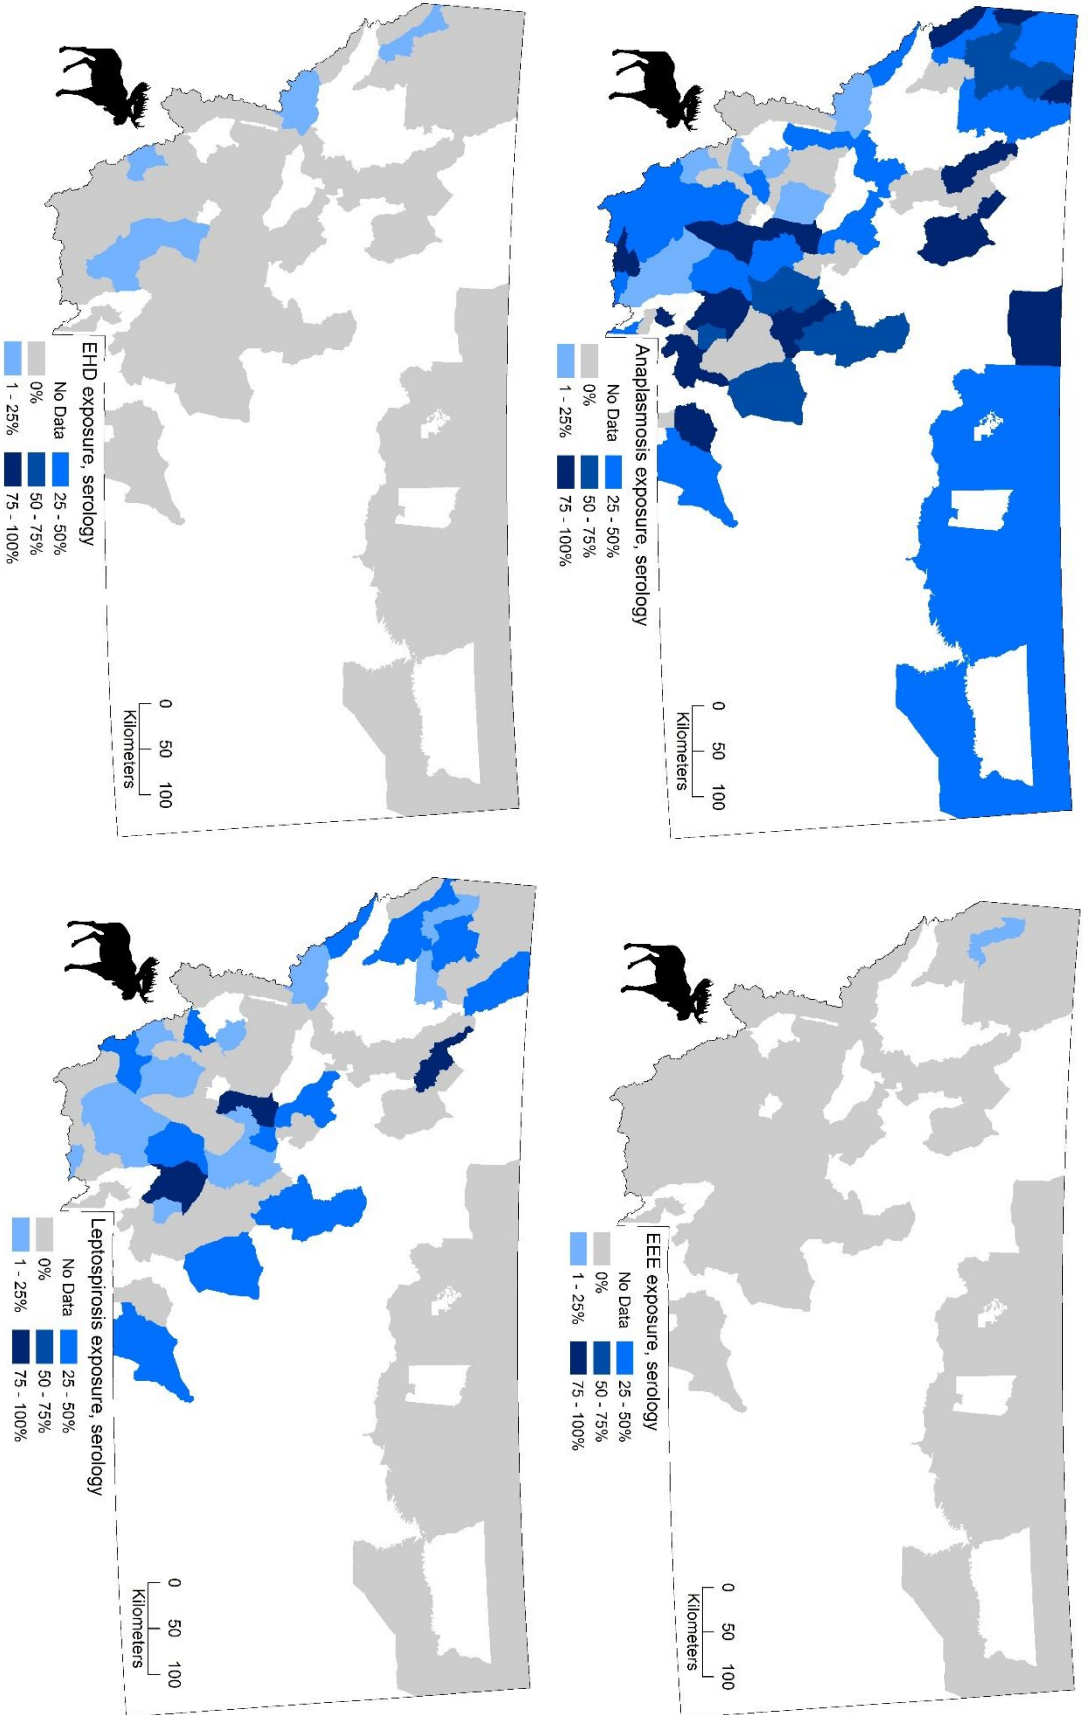 Anaplasmosis exposure, serology
No Data 25 - 50%
0% 50 - 75%
1 - 25% 75 - 100%
0 50 100
Kilometers
EEE exposure, serology
No Data 25 - 50%
0% 50 - 75%
1 - 25% 75 - 100%
0 50 100
Kilometers
EHD exposure, serology
No Data 25 - 50%
0% 50 - 75%
1 - 25% 75 - 100%
0 50 100
Kilometers
Leptospirosis exposure, serology
No Data 25 - 50%
0% 50 - 75%
1 - 25% 75 - 100%
0 50 100
Kilometers